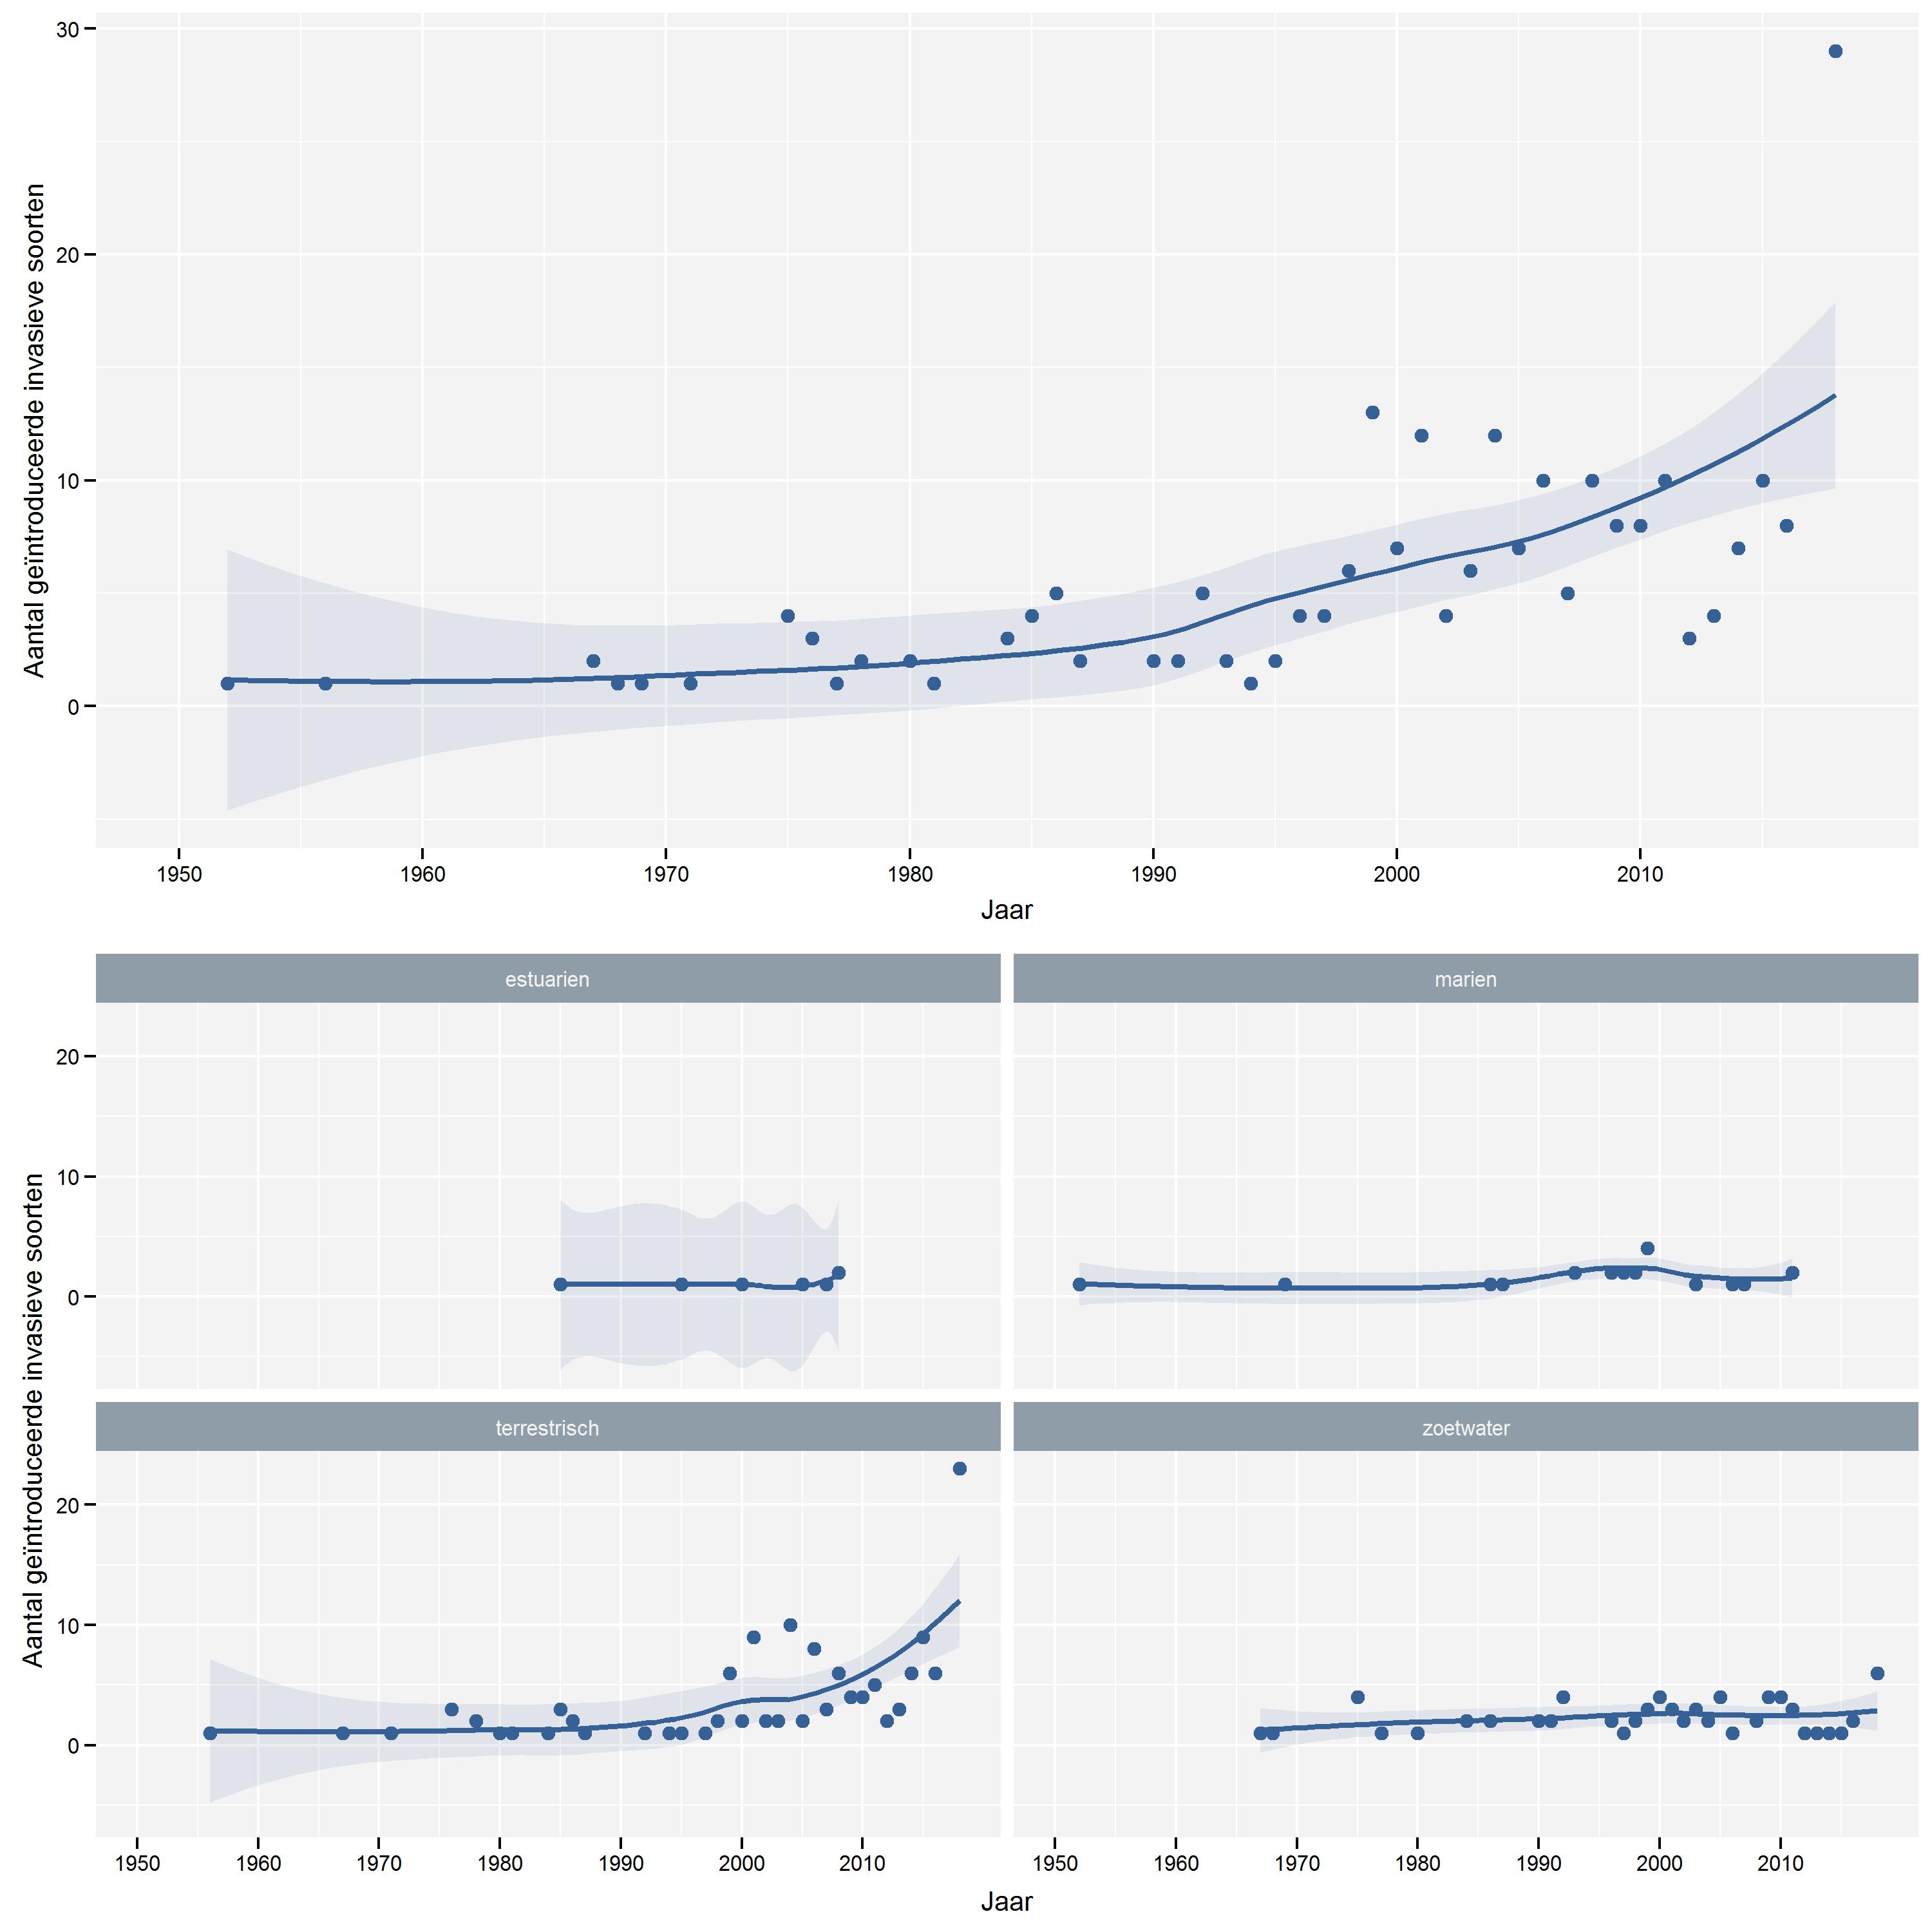 Aantal geïntroduceerde invasieve soorten
30
20
10
0
1950 1960 1970 1980 1990 2000 2010
Jaar
estuarien marien
Aantal geïntroduceerde invasieve soorten
20
10
0
terrestrisch zoetwater
20
10
0
1950 1960 1970 1980 1990 2000 2010 1950 1960 1970 1980 1990 2000 2010
Jaar